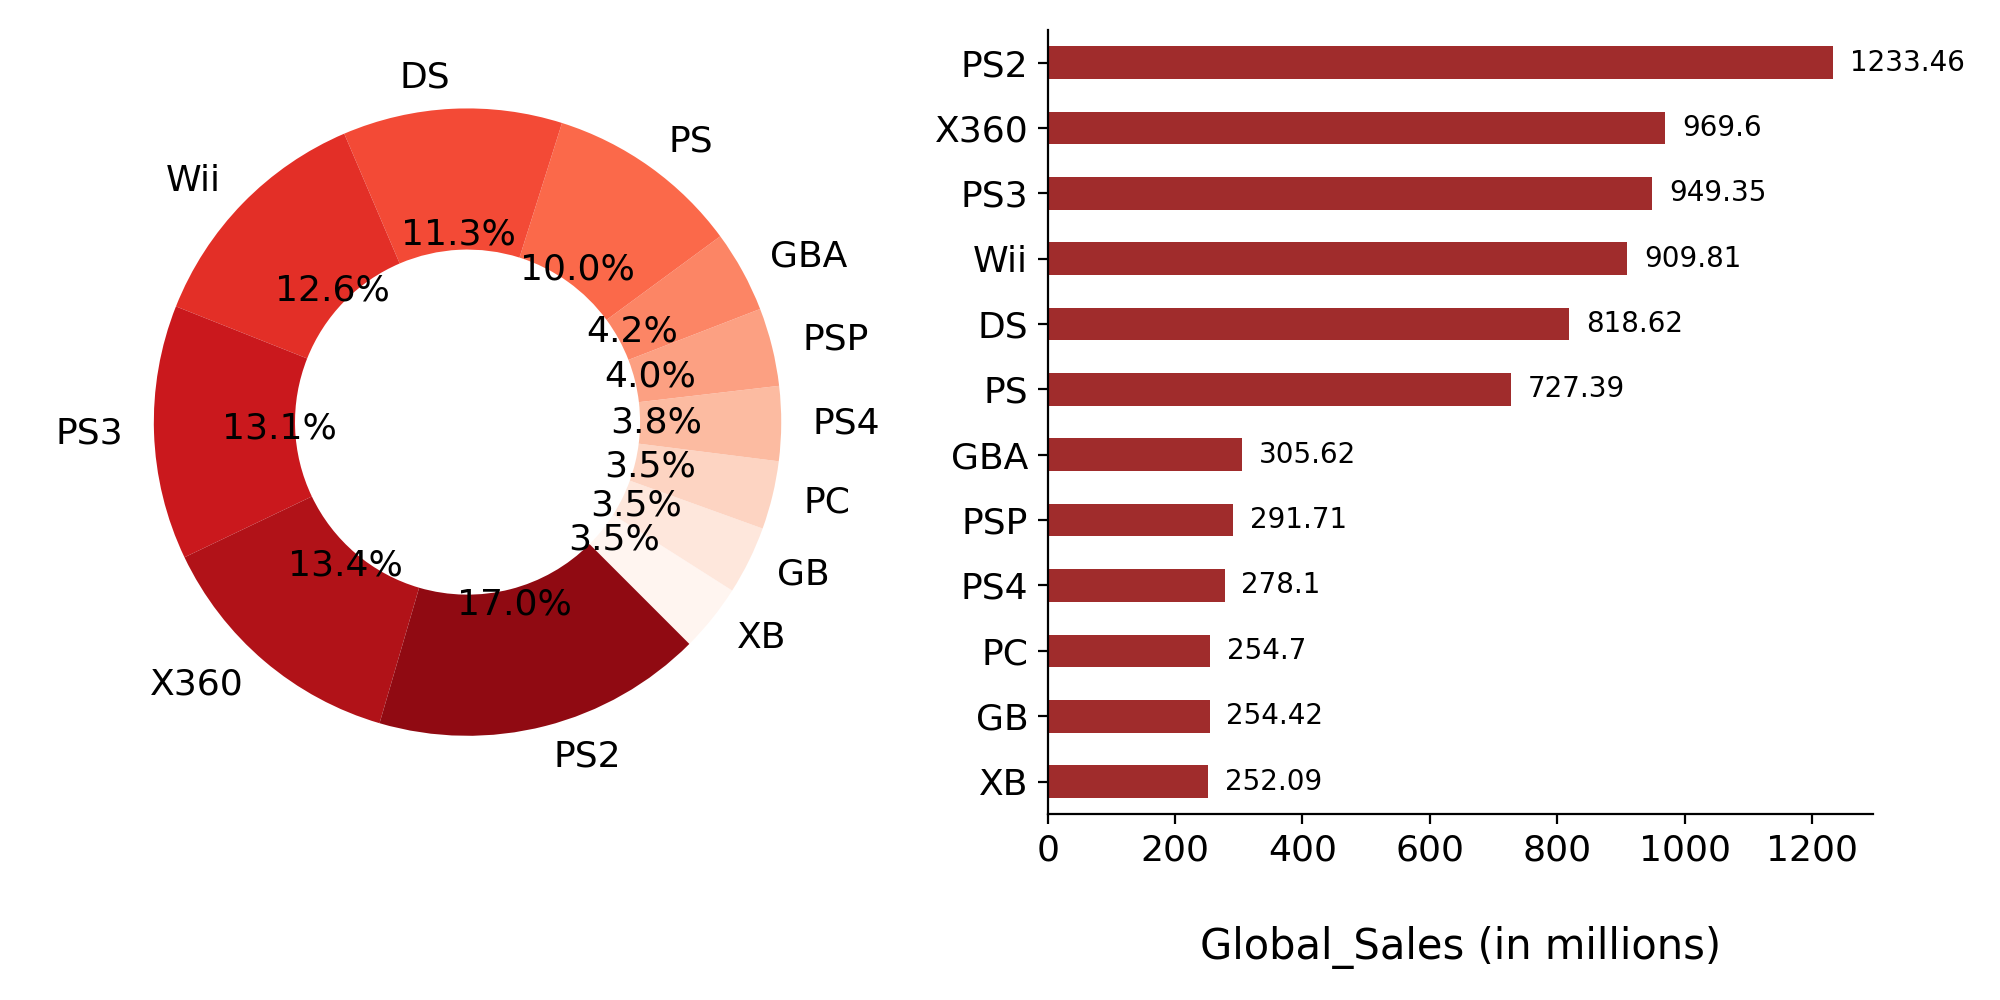 DS
PS
Wii
GBA
11.3%
10.0%
12.6%
4.2%
PSP
4.0%
PS3
13.1%
3.8%
PS4
3.5%
PC
3.5%
3.5%
13.4%
GB
17.0%
XB
X360
PS2
PS2 1233.46
X360 969.6
PS3 949.35
Wii 909.81
DS 818.62
PS 727.39
GBA 305.62
PSP 291.71
PS4 278.1
PC 254.7
GB 254.42
XB 252.09
0 200 400 600 800 1000 1200
Global_Sales (in millions)